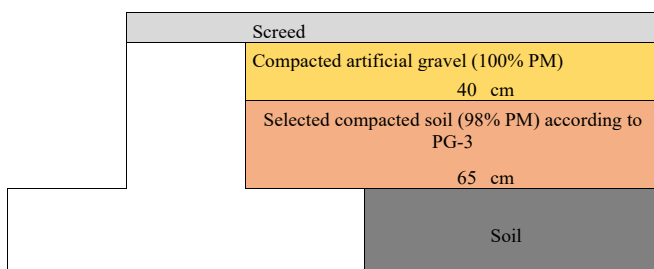 Screed
Compacted artificial gravel (100% PM)
40 cm
Selected compacted soil (98% PM) according to
PG-3
65 cm
Soil